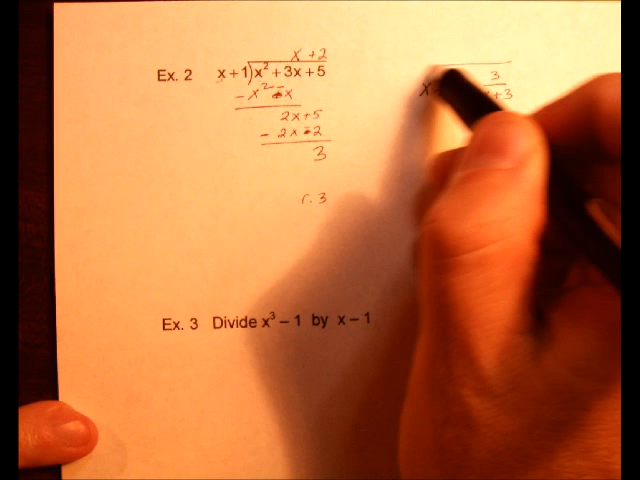 x + 2
Ex. 2 x + 1)x² + 3x + 5
- x² - x
2x + 5
- 2x - 2
3
r. 3
3
x + 3
Ex. 3 Divide x³ – 1 by x – 1